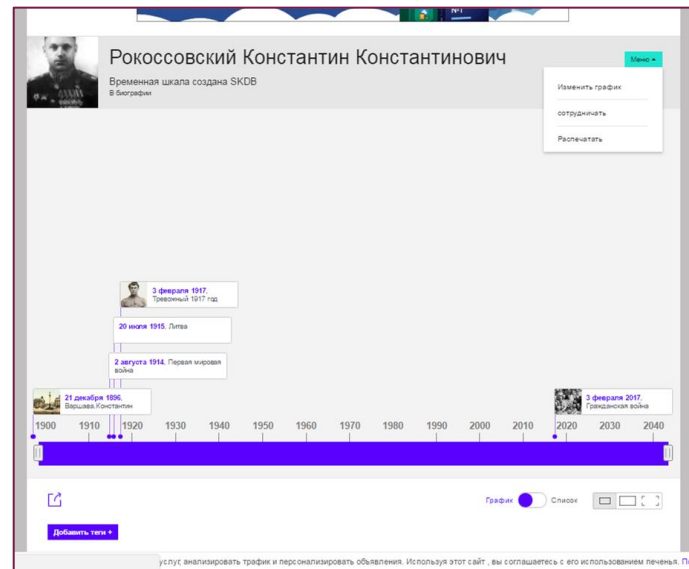 №1
Рокоссовский Константин Константинович
Временная шкала создана SKDB
В биографии
Меню
Изменить график
сотрудничать
Распечатать
3 февраля 1917,
Тревожный 1917 год
20 июля 1915, Литва
2 августа 1914, Первая мировая
война
21 декабря 1896,
Варшава, Константин
3 февраля 2017,
Гражданская война
1900 1910 1920 1930 1940 1950 1960 1970 1980 1990 2000 2010 2020 2030 2040
График Список
Добавить теги +
услуг, анализировать трафик и персонализировать объявления. Используя этот сайт , вы соглашаетесь с его использованием печенья.